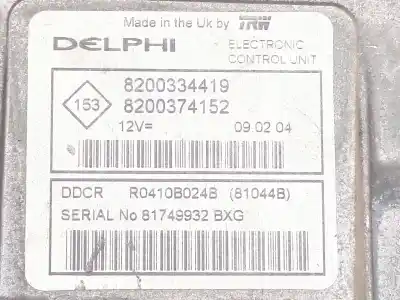 Made in the Uk by TRW
DELPHI ELECTRONIC
CONTROL UNIT
153
8200334419
8200374152
12V= 09.02 04
DDCR R0410B024B (81044B)
SERIAL No 81749932 BXG